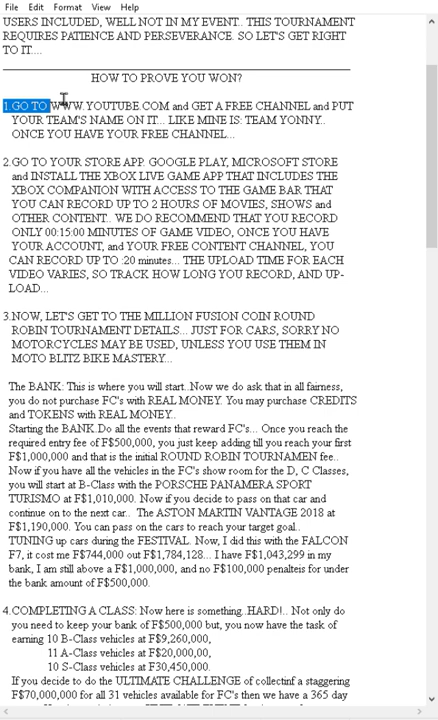 File Edit Format View Help
USERS INCLUDED, WELL NOT IN MY EVENT.. THIS TOURNAMENT
REQUIRES PATIENCE AND PERSEVERANCE. SO LET'S GET RIGHT
TO IT....
HOW TO PROVE YOU WON?
1.GO TO WWW.YOUTUBE.COM and GET A FREE CHANNEL and PUT
YOUR TEAM'S NAME ON IT... LIKE MINE IS: TEAM YONNY..
ONCE YOU HAVE YOUR FREE CHANNEL...
2.GO TO YOUR STORE APP. GOOGLE PLAY, MICROSOFT STORE
and INSTALL THE XBOX LIVE GAME APP THAT INCLUDES THE
XBOX COMPANION WITH ACCESS TO THE GAME BAR THAT
YOU CAN RECORD UP TO 2 HOURS OF MOVIES, SHOWS and
OTHER CONTENT.. WE DO RECOMMEND THAT YOU RECORD
ONLY 00:15:00 MINUTES OF GAME VIDEO, ONCE YOU HAVE
YOUR ACCOUNT, and YOUR FREE CONTENT CHANNEL, YOU
CAN RECORD UP TO :20 minutes... THE UPLOAD TIME FOR EACH
VIDEO VARIES, SO TRACK HOW LONG YOU RECORD, AND UP-
LOAD...
3.NOW, LET'S GET TO THE MILLION FUSION COIN ROUND
ROBIN TOURNAMENT DETAILS... JUST FOR CARS, SORRY NO
MOTORCYCLES MAY BE USED, UNLESS YOU USE THEM IN
MOTO BLITZ BIKE MASTERY...
The BANK: This is where you will start..Now we do ask that in all fairness,
you do not purchase FC's with REAL MONEY. You may purchase CREDITS
and TOKENS with REAL MONEY..
Starting the BANK.Do all the events that reward FC's... Once you reach the
required entry fee of F$500,000, you just keep adding till you reach your first
F$1,000,000 and that is the initial ROUND ROBIN TOURNAMEN fee..
Now if you have all the vehicles in the FC's show room for the D, C Classes,
you will start at B-Class with the PORSCHE PANAMERA SPORT
TURISMO at F$1,010,000. Now if you decide to pass on that car and
continue on to the next car.. The ASTON MARTIN VANTAGE 2018 at
F$1,190,000. You can pass on the cars to reach your target goal..
TUNING up cars during the FESTIVAL. Now, I did this with the FALCON
F7, it cost me F$744,000 out F$1,784,128... I have F$1,043,299 in my
bank, I am still above a F$1,000,000, and no F$100,000 penalteis for under
the bank amount of F$500,000.
4.COMPLETING A CLASS: Now here is something..HARD!.. Not only do
you need to keep your bank of F$500,000 but, you now have the task of
earning 10 B-Class vehicles at F$9,260,000,
11 A-Class vehicles at F$20,000,00,
10 S-Class vehicles at F30,450.000.
If you decide to do the ULTIMATE CHALLENGE of collectinf a staggering
F$70,000,000 for all 31 vehicles available for FC's then we have a 365 day